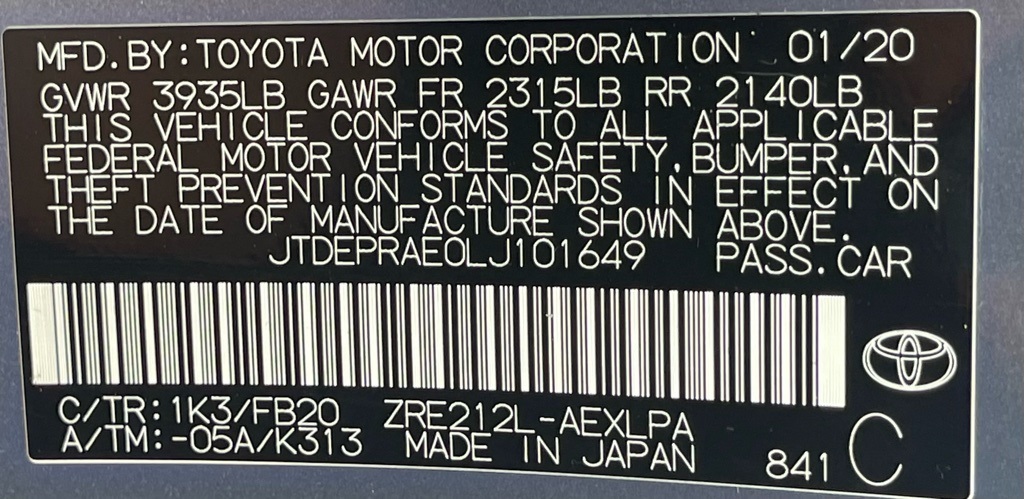 MFD. BY: TOYOTA MOTOR CORPORATION 01/20
GVWR 3935LB GAWR FR 2315LB RR 2140LB
THIS VEHICLE CONFORMS TO ALL APPLICABLE
FEDERAL MOTOR VEHICLE SAFETY, BUMPER, AND
THEFT PREVENTION STANDARDS IN EFFECT ON
THE DATE OF MANUFACTURE SHOWN ABOVE.
JTDEPRAE0LJ101649 PASS. CAR
C/TR: 1K3/FB20 ZRE212L-AEXLPA
A/TM: -05A/K313 MADE IN JAPAN 841 C